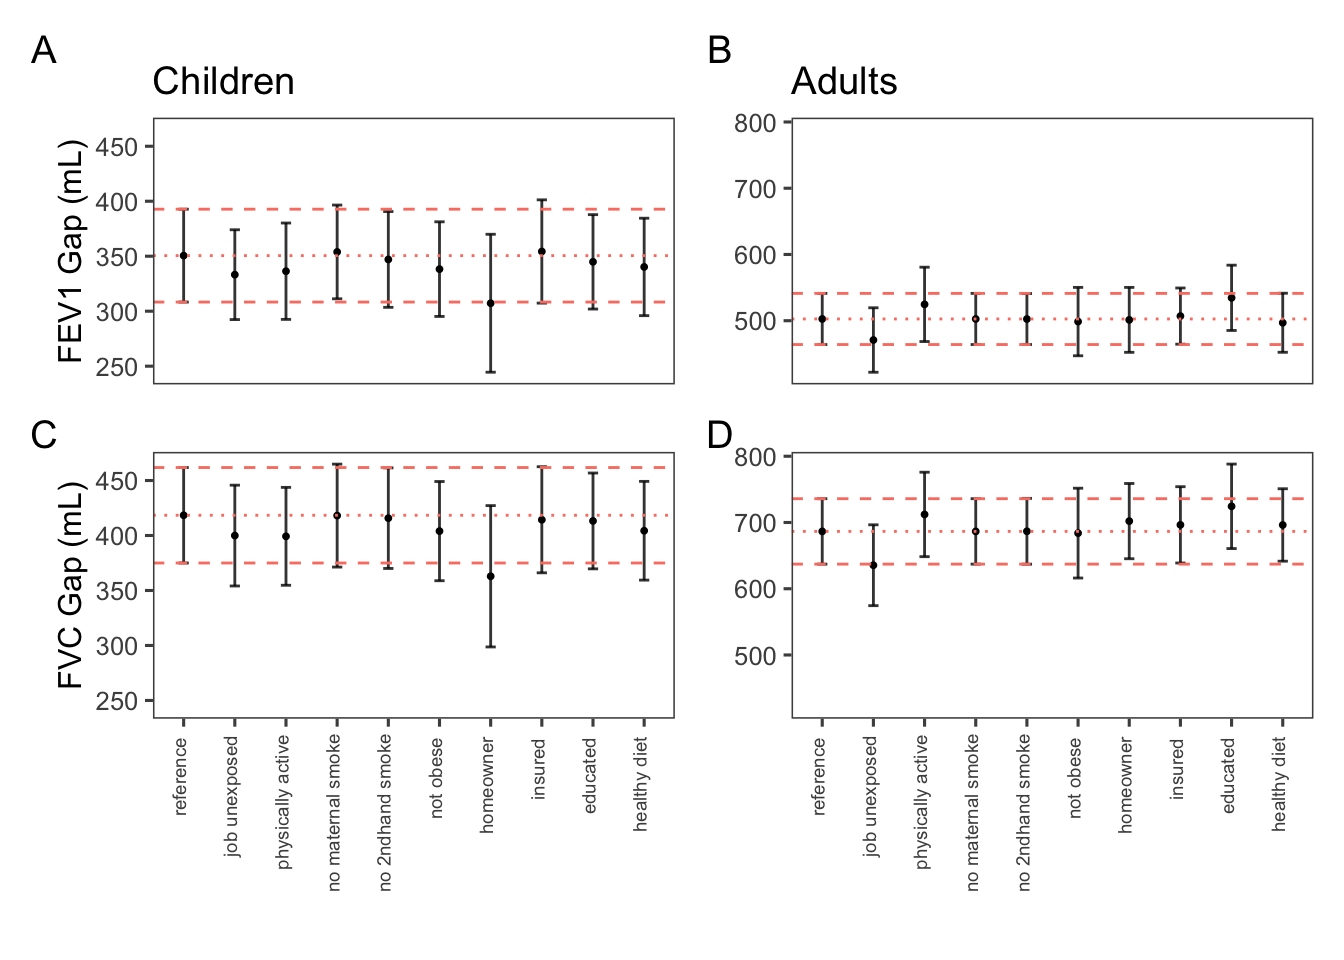 A
B
Children
Adults
FEV1 Gap (mL)
450
400
350
300
250
800
700
600
500
C
D
FVC Gap (mL)
450
400
350
300
250
800
700
600
500
reference
job unexposed
physically active
no maternal smoke
no 2ndhand smoke
not obese
homeowner
insured
educated
healthy diet
reference
job unexposed
physically active
no maternal smoke
no 2ndhand smoke
not obese
homeowner
insured
educated
healthy diet